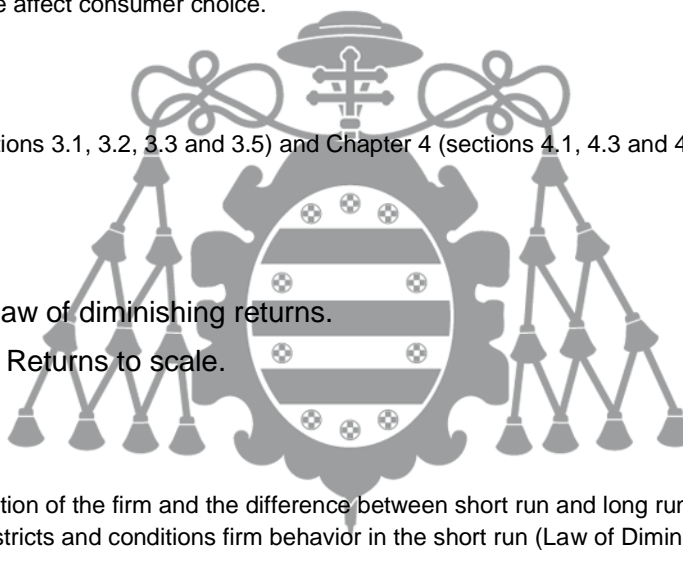 e affect consumer choice.
tions 3.1, 3.2, 3.3 and 3.5) and Chapter 4 (sections 4.1, 4.3 and 4
aw of diminishing returns.
Returns to scale.
tion of the firm and the difference between short run and long run
stricts and conditions firm behavior in the short run (Law of Dimin